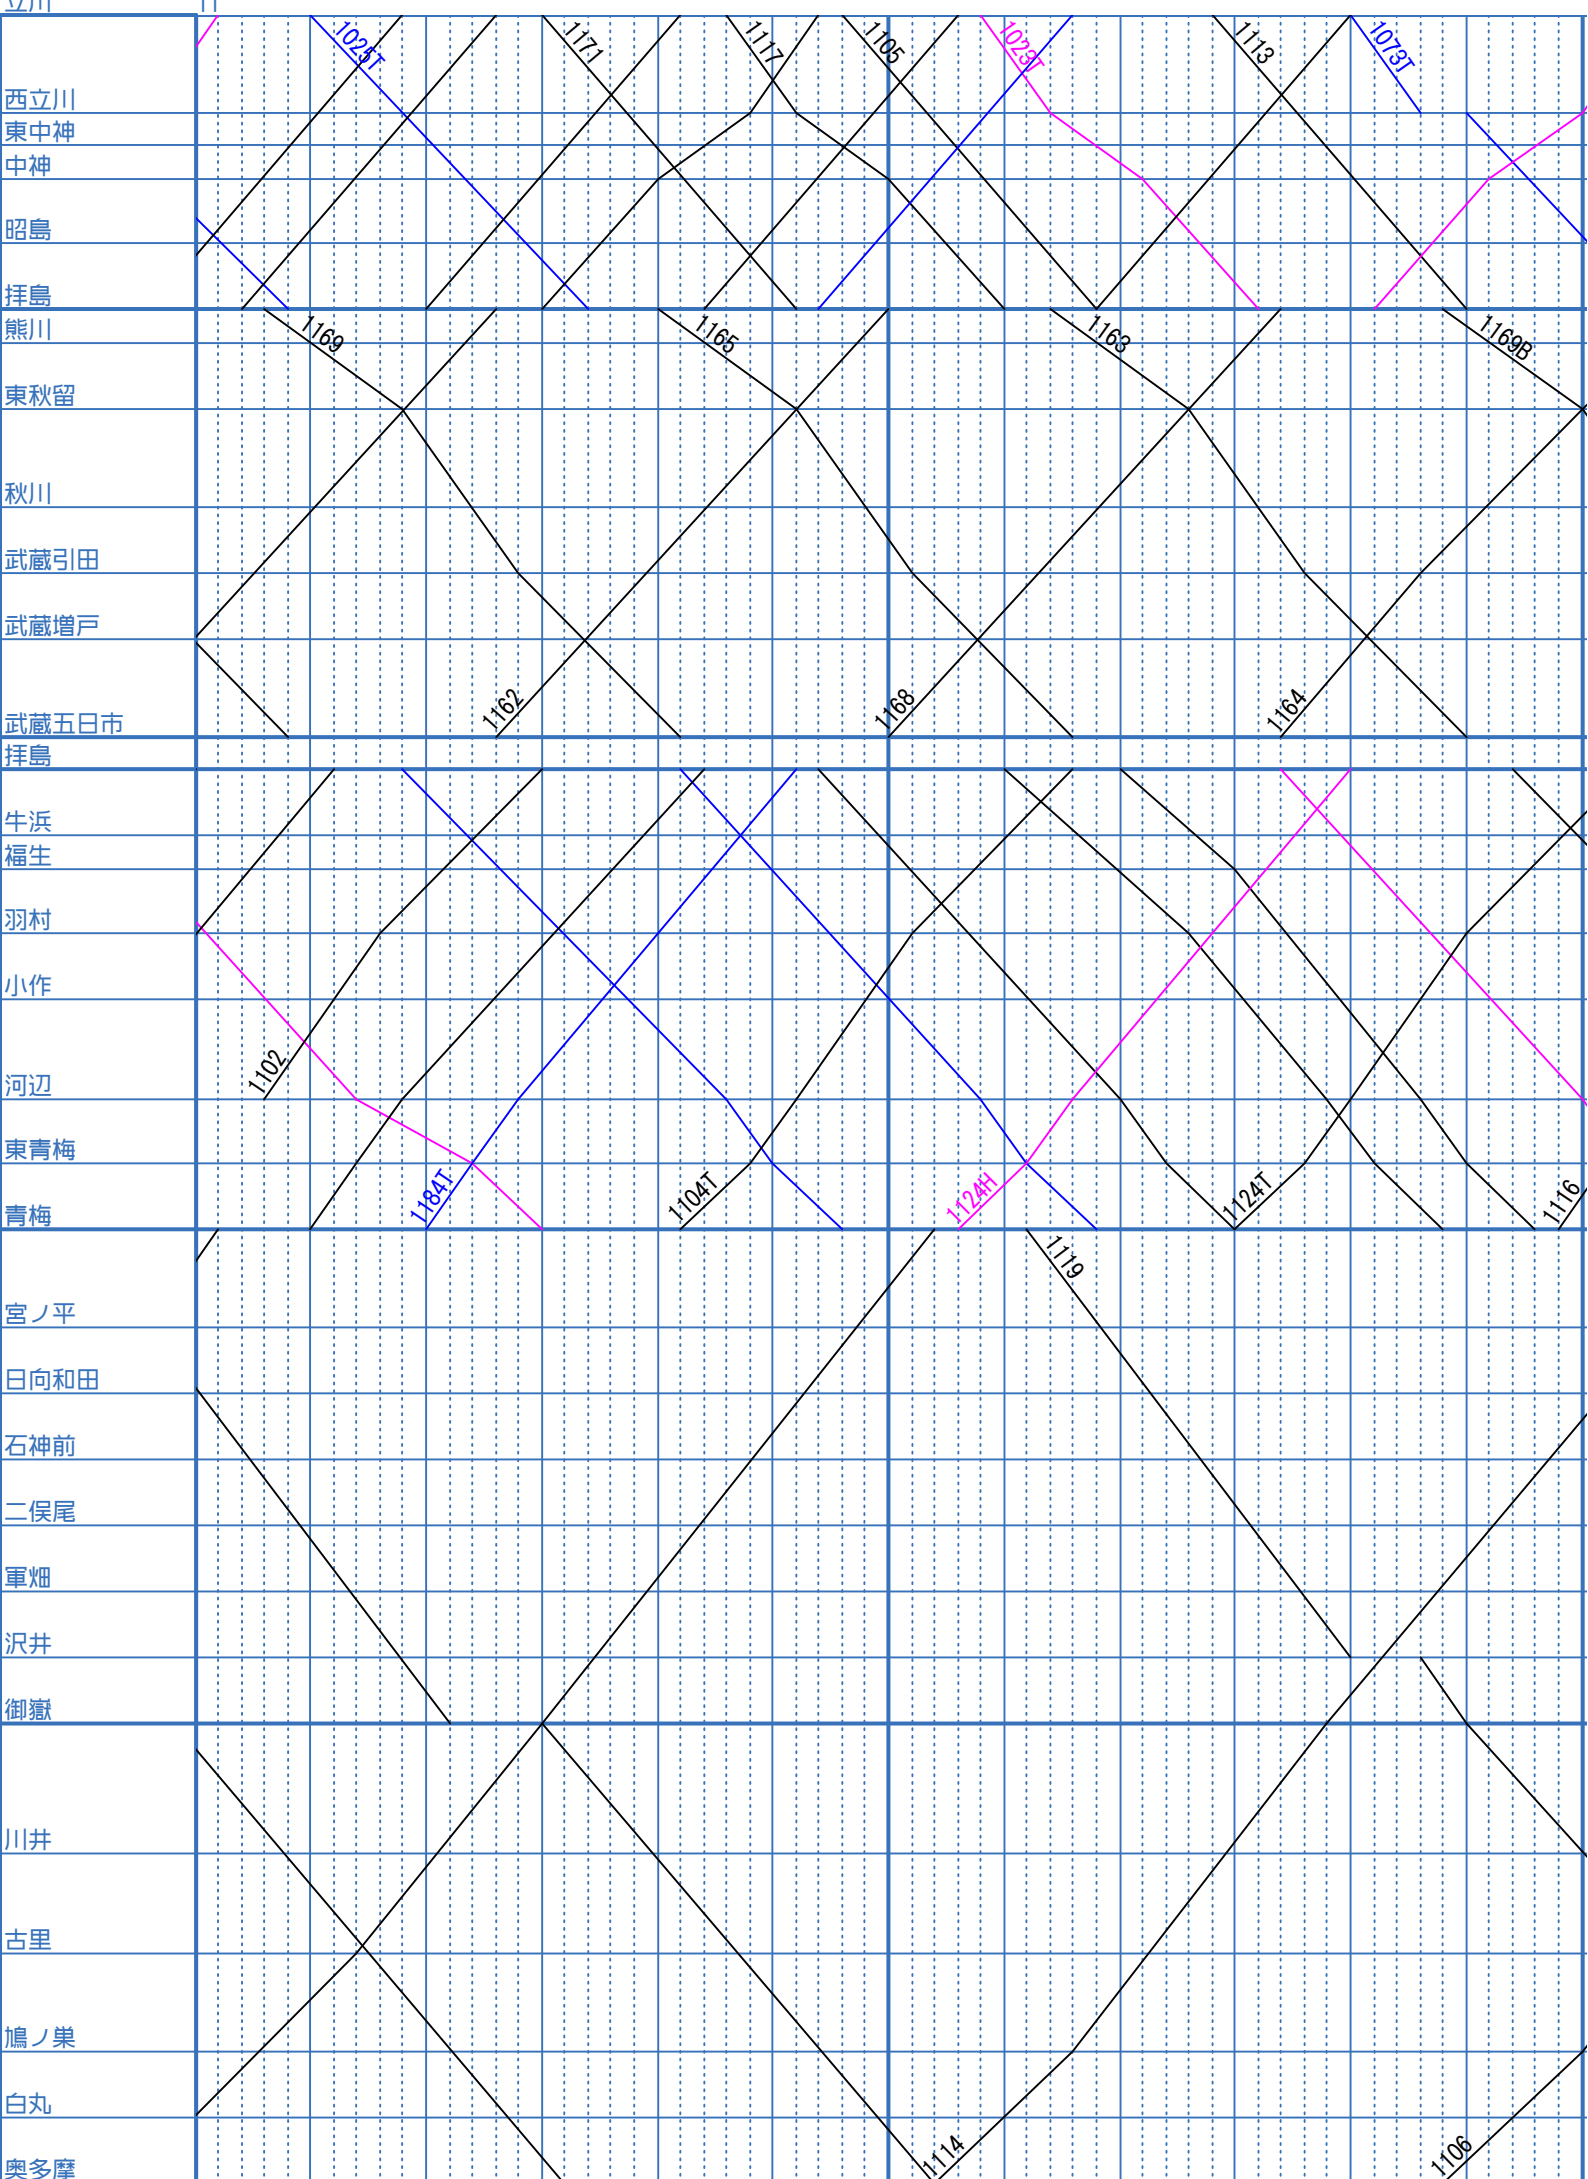 立川 11
1025T 1171 1117 1105 1023T 1113 1073T
西立川
東中神
中神
昭島
拝島
熊川 1169 1165 1163 1169B
東秋留
秋川
武蔵引田
武蔵増戸
武蔵五日市 1162 1168 1164
拝島
牛浜
福生
羽村
小作
河辺 1102
東青梅
青梅 1184T 1104T 1124H 1124T 1116
1119
宮ノ平
日向和田
石神前
二俣尾
軍畑
沢井
御嶽
川井
古里
鳩ノ巣
白丸
奥多摩 1114 1106